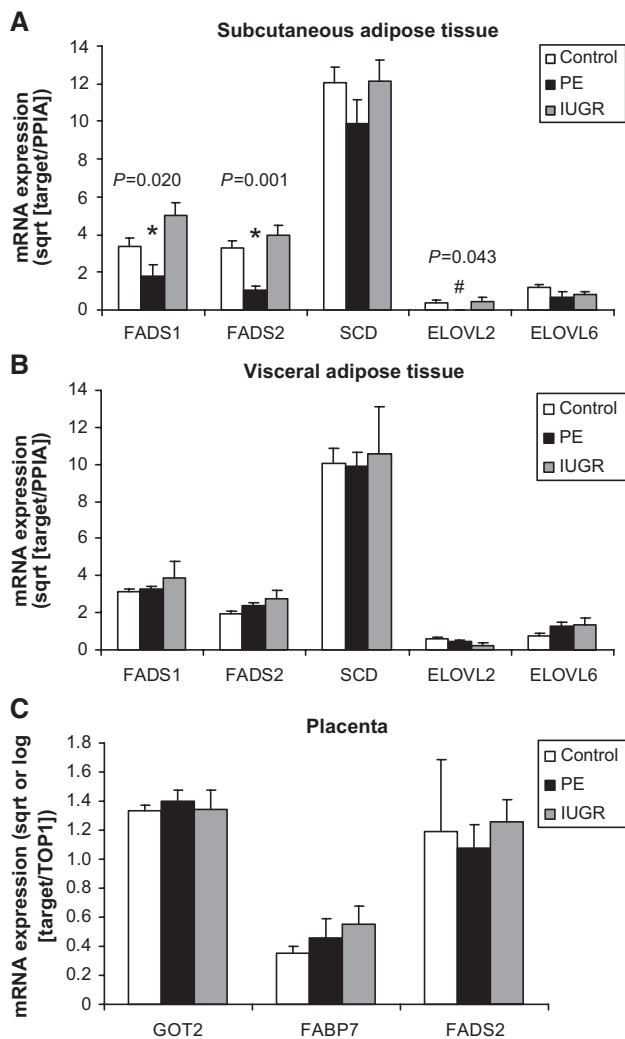 A
Subcutaneous adipose tissue
mRNA expression
(sqrt [target/PPIA])
14
12
10
8
6
4
2
0
Control
PE
IUGR
P=0.020
P=0.001
P=0.043
*
*
#
FADS1
FADS2
SCD
ELOVL2
ELOVL6
B
Visceral adipose tissue
mRNA expression
(sqrt [target/PPIA])
14
12
10
8
6
4
2
0
Control
PE
IUGR
FADS1
FADS2
SCD
ELOVL2
ELOVL6
C
Placenta
mRNA expression (sqrt or log
[target/TOP1])
1.8
1.6
1.4
1.2
1.0
0.8
0.6
0.4
0.2
0
Control
PE
IUGR
GOT2
FABP7
FADS2